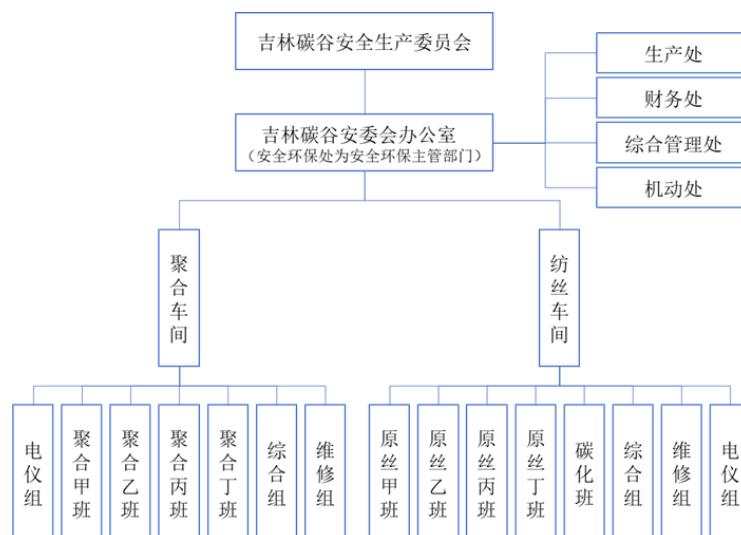 吉林碳谷安全生产委员会
生产处
财务处
吉林碳谷安委会办公室
（安全环保处为安全环保主管部门）
综合管理处
机动处
聚合车间
纺丝车间
电仪组
聚合甲班
聚合乙班
聚合丙班
聚合丁班
综合组
维修组
原丝甲班
原丝乙班
原丝丙班
原丝丁班
碳化班
综合组
维修组
电仪组